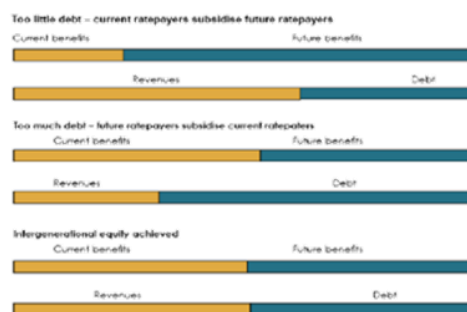 Too little debt – current ratepayers subsidise future ratepayers
Current benefits Future benefits
Revenues Debt
Too much debt – future ratepayers subsidise current ratepaters
Current benefits Future benefits
Revenues Debt
Intergenerational equity achieved
Current benefits Future benefits
Revenues Debt